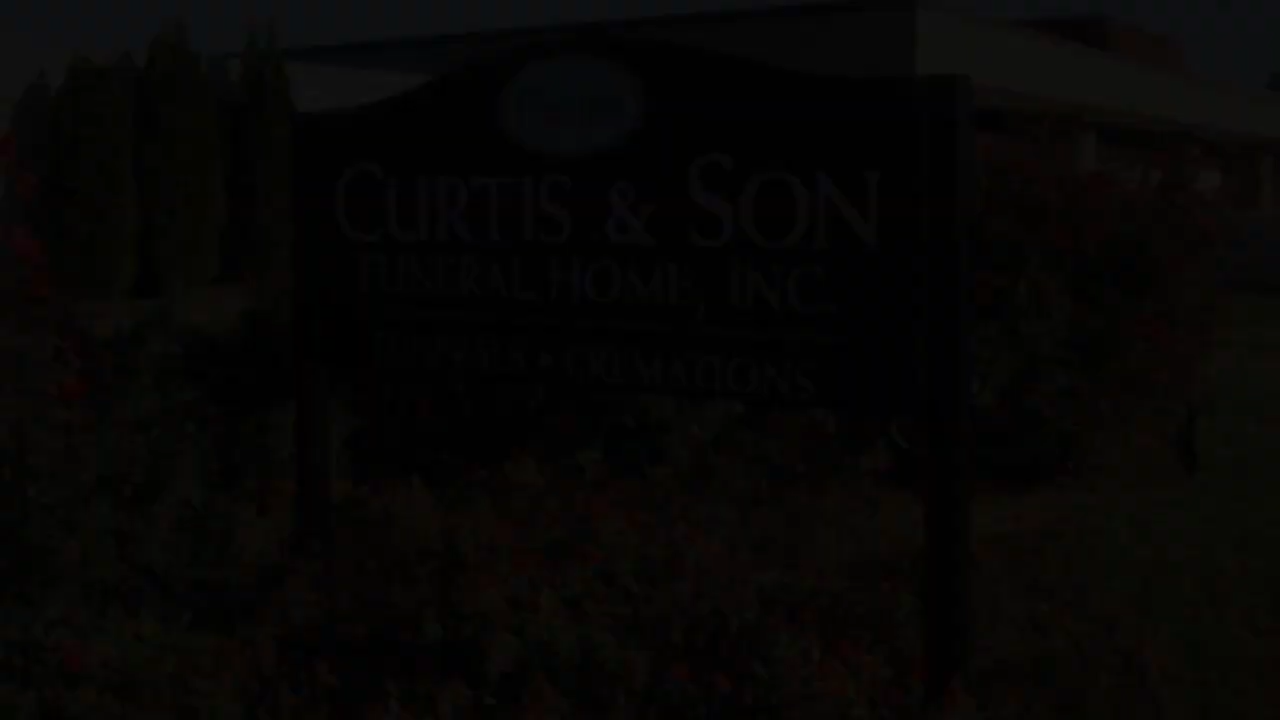 CURTIS & SON
FUNERAL HOME, INC.
FUNERALS • CREMATIONS